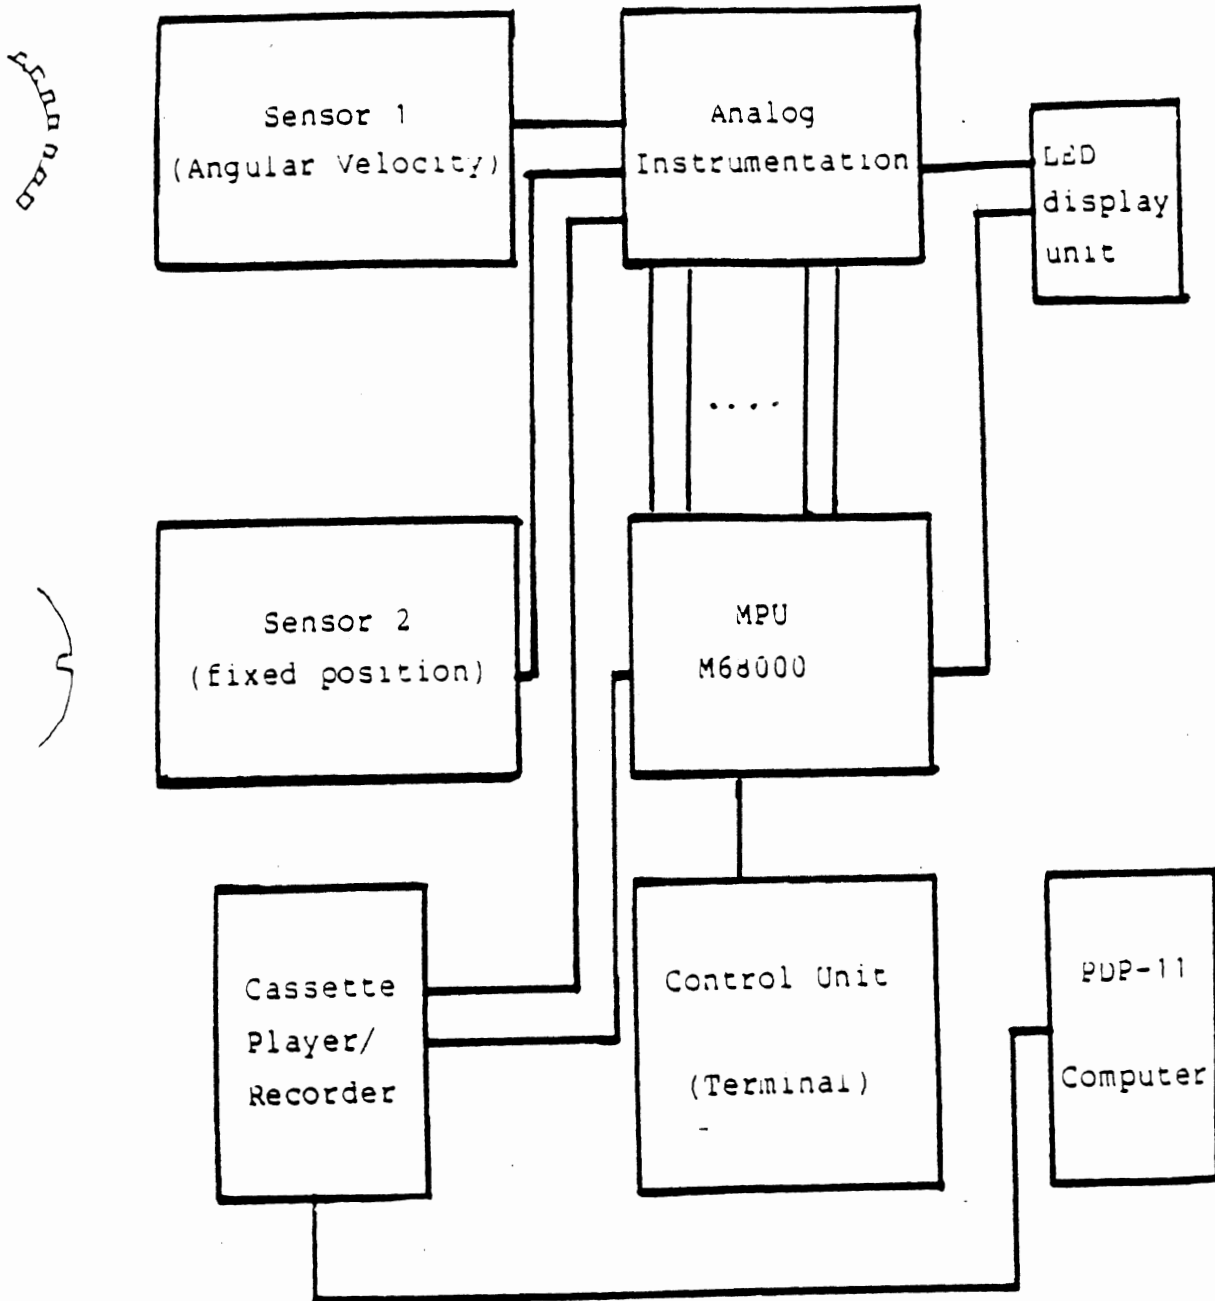 Sensor 1
(Angular Velocity)
Analog
Instrumentation
LED
display
unit
....
Sensor 2
(fixed position)
MPU
M68000
Cassette
Player/
Recorder
Control Unit
(Terminal)
PDP-11
Computer